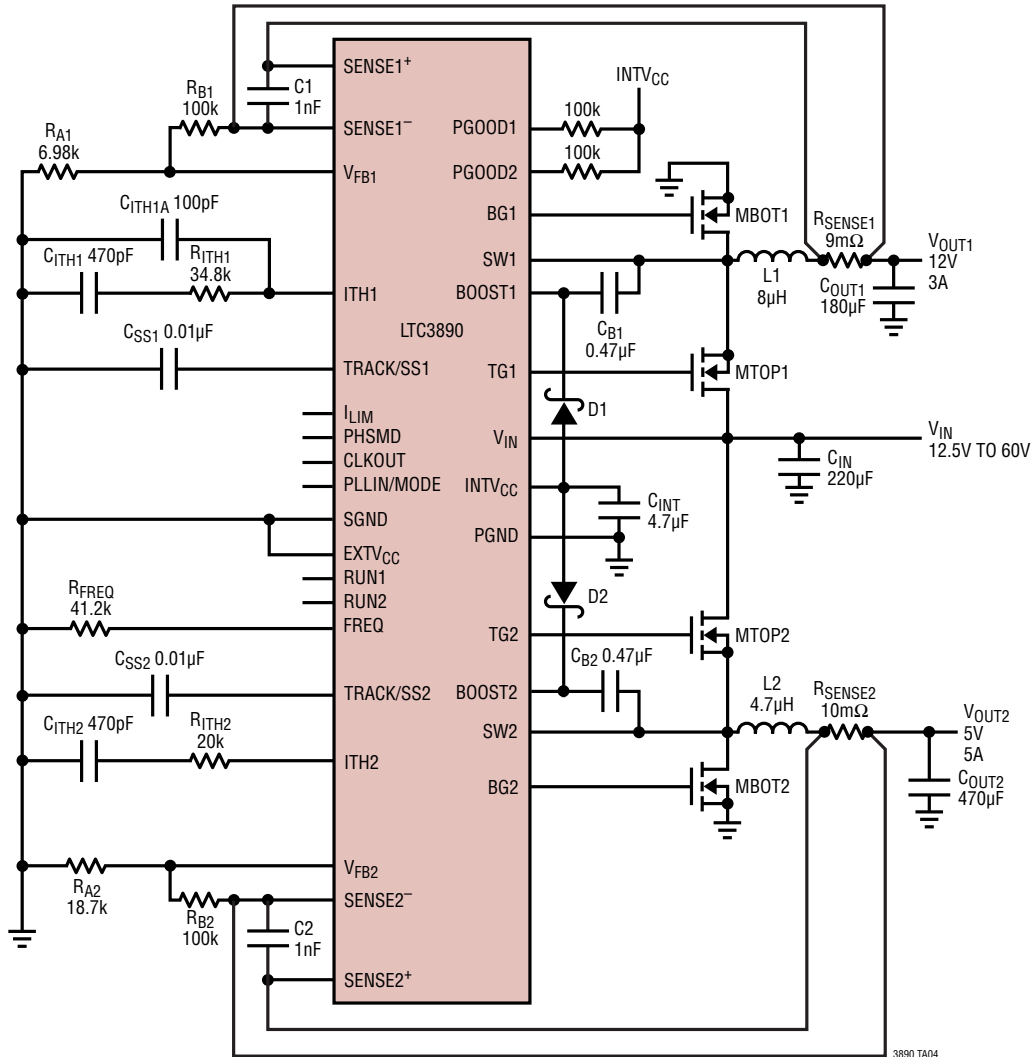 SENSE1+
C1
1nF
RB1
100k
SENSE1–
RA1
6.98k
VFB1
CITH1A 100pF
CITH1 470pF
RITH1
34.8k
ITH1
CSS1 0.01µF
TRACK/SS1
ILIM
PHSMD
CLKOUT
PLLIN/MODE
SGND
EXTVCC
RUN1
RUN2
RFREQ
41.2k
FREQ
CSS2 0.01µF
TRACK/SS2
CITH2 470pF
RITH2
20k
ITH2
VFB2
RA2
18.7k
SENSE2–
RB2
100k
C2
1nF
SENSE2+
LTC3890
INTVCC
PGOOD1
100k
PGOOD2
100k
BG1
MBOT1
SW1
L1
8µH
RSENSE1
9mΩ
VOUT1
12V
3A
COUT1
180µF
BOOST1
CB1
0.47µF
TG1
MTOP1
D1
VIN
VIN
12.5V TO 60V
CIN
220µF
INTVCC
CINT
4.7µF
PGND
D2
TG2
MTOP2
CB2 0.47µF
BOOST2
SW2
L2
4.7µH
RSENSE2
10mΩ
VOUT2
5V
5A
COUT2
470µF
BG2
MBOT2
3890 TA04